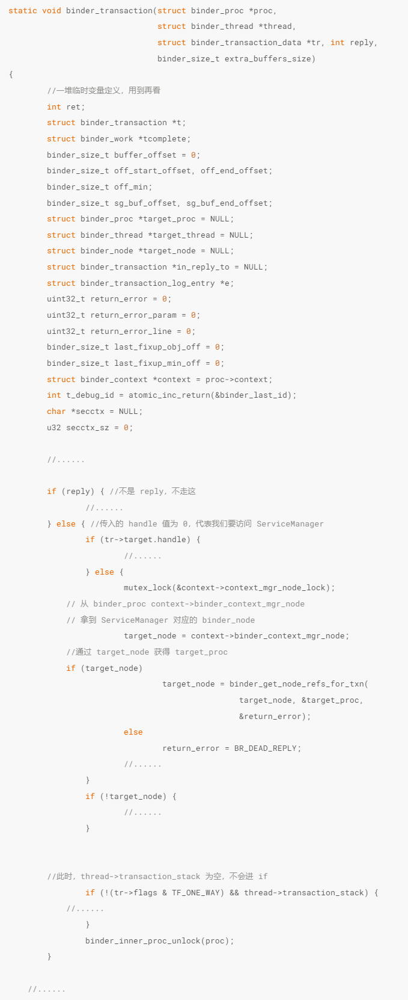 static void binder_transaction(struct binder_proc *proc,
                               struct binder_thread *thread,
                               struct binder_transaction_data *tr, int reply,
                               binder_size_t extra_buffers_size)
{
        //一堆临时变量定义，用到再看
        int ret;
        struct binder_transaction *t;
        struct binder_work *tcomplete;
        binder_size_t buffer_offset = 0;
        binder_size_t off_start_offset, off_end_offset;
        binder_size_t off_min;
        binder_size_t sg_buf_offset, sg_buf_end_offset;
        struct binder_proc *target_proc = NULL;
        struct binder_thread *target_thread = NULL;
        struct binder_node *target_node = NULL;
        struct binder_transaction *in_reply_to = NULL;
        struct binder_transaction_log_entry *e;
        uint32_t return_error = 0;
        uint32_t return_error_param = 0;
        uint32_t return_error_line = 0;
        binder_size_t last_fixup_obj_off = 0;
        binder_size_t last_fixup_min_off = 0;
        struct binder_context *context = proc->context;
        int t_debug_id = atomic_inc_return(&binder_last_id);
        char *secctx = NULL;
        u32 secctx_sz = 0;

        //......

        if (reply) { //不是 reply，不走这
                //......
        } else { //传入的 handle 值为 0，代表我们要访问 ServiceManager
                if (tr->target.handle) {
                        //......
                } else {
                        mutex_lock(&context->context_mgr_node_lock);
            // 从 binder_proc context->binder_context_mgr_node
            // 拿到 ServiceManager 对应的 binder_node
                        target_node = context->binder_context_mgr_node;
            //通过 target_node 获得 target_proc
            if (target_node)
                                target_node = binder_get_node_refs_for_txn(
                                                target_node, &target_proc,
                                                &return_error);
                        else
                                return_error = BR_DEAD_REPLY;
                        //......
                }
                if (!target_node) {
                        //......
                }


        //此时，thread->transaction_stack 为空，不会进 if
                if (!(tr->flags & TF_ONE_WAY) && thread->transaction_stack) {
            //......
                }
                binder_inner_proc_unlock(proc);
        }

    //......